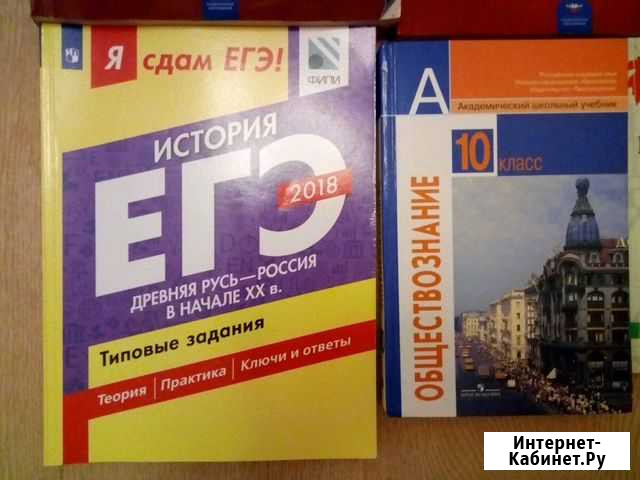 Я сдам ЕГЭ!
ФИПИ
ИСТОРИЯ
ЕГЭ
2018
ДРЕВНЯЯ РУСЬ—РОССИЯ
В НАЧАЛЕ XX в.
Типовые задания
Теория | Практика | Ключи и ответы
А
Академический школьный учебник
10 класс
ОБЩЕСТВОЗНАНИЕ
Интернет-
Кабинет.Ру